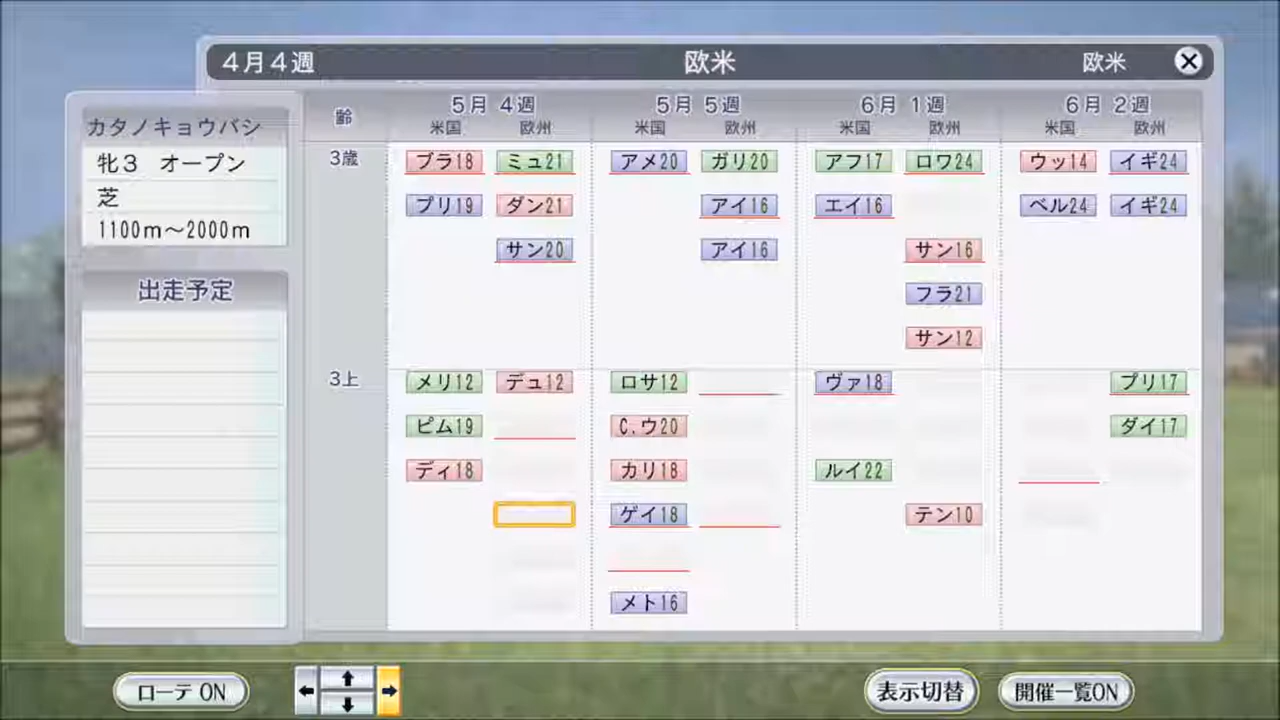 4月4週 欧米 欧米
カタノキョウバシ
牝3 オープン
芝
1100m～2000m
出走予定
齢 5月 4週 5月 5週 6月 1週 6月 2週
米国 欧州 米国 欧州 米国 欧州 米国 欧州
3歳 ブラ18 ミュ21 アメ20 ガリ20 アフ17 ロワ24 ウッ14 イギ24
プリ19 ダン21 アイ16 エイ16 ベル24 イギ24
サン20 アイ16 サン16
フラ21
サン12
3上 メリ12 デュ12 ロサ12 ヴァ18 プリ17
ピム19 C.ウ20 ダイ17
ディ18 カリ18 ルイ22
ゲイ18 テン10
メト16
ローテ ON 表示切替 開催一覧ON